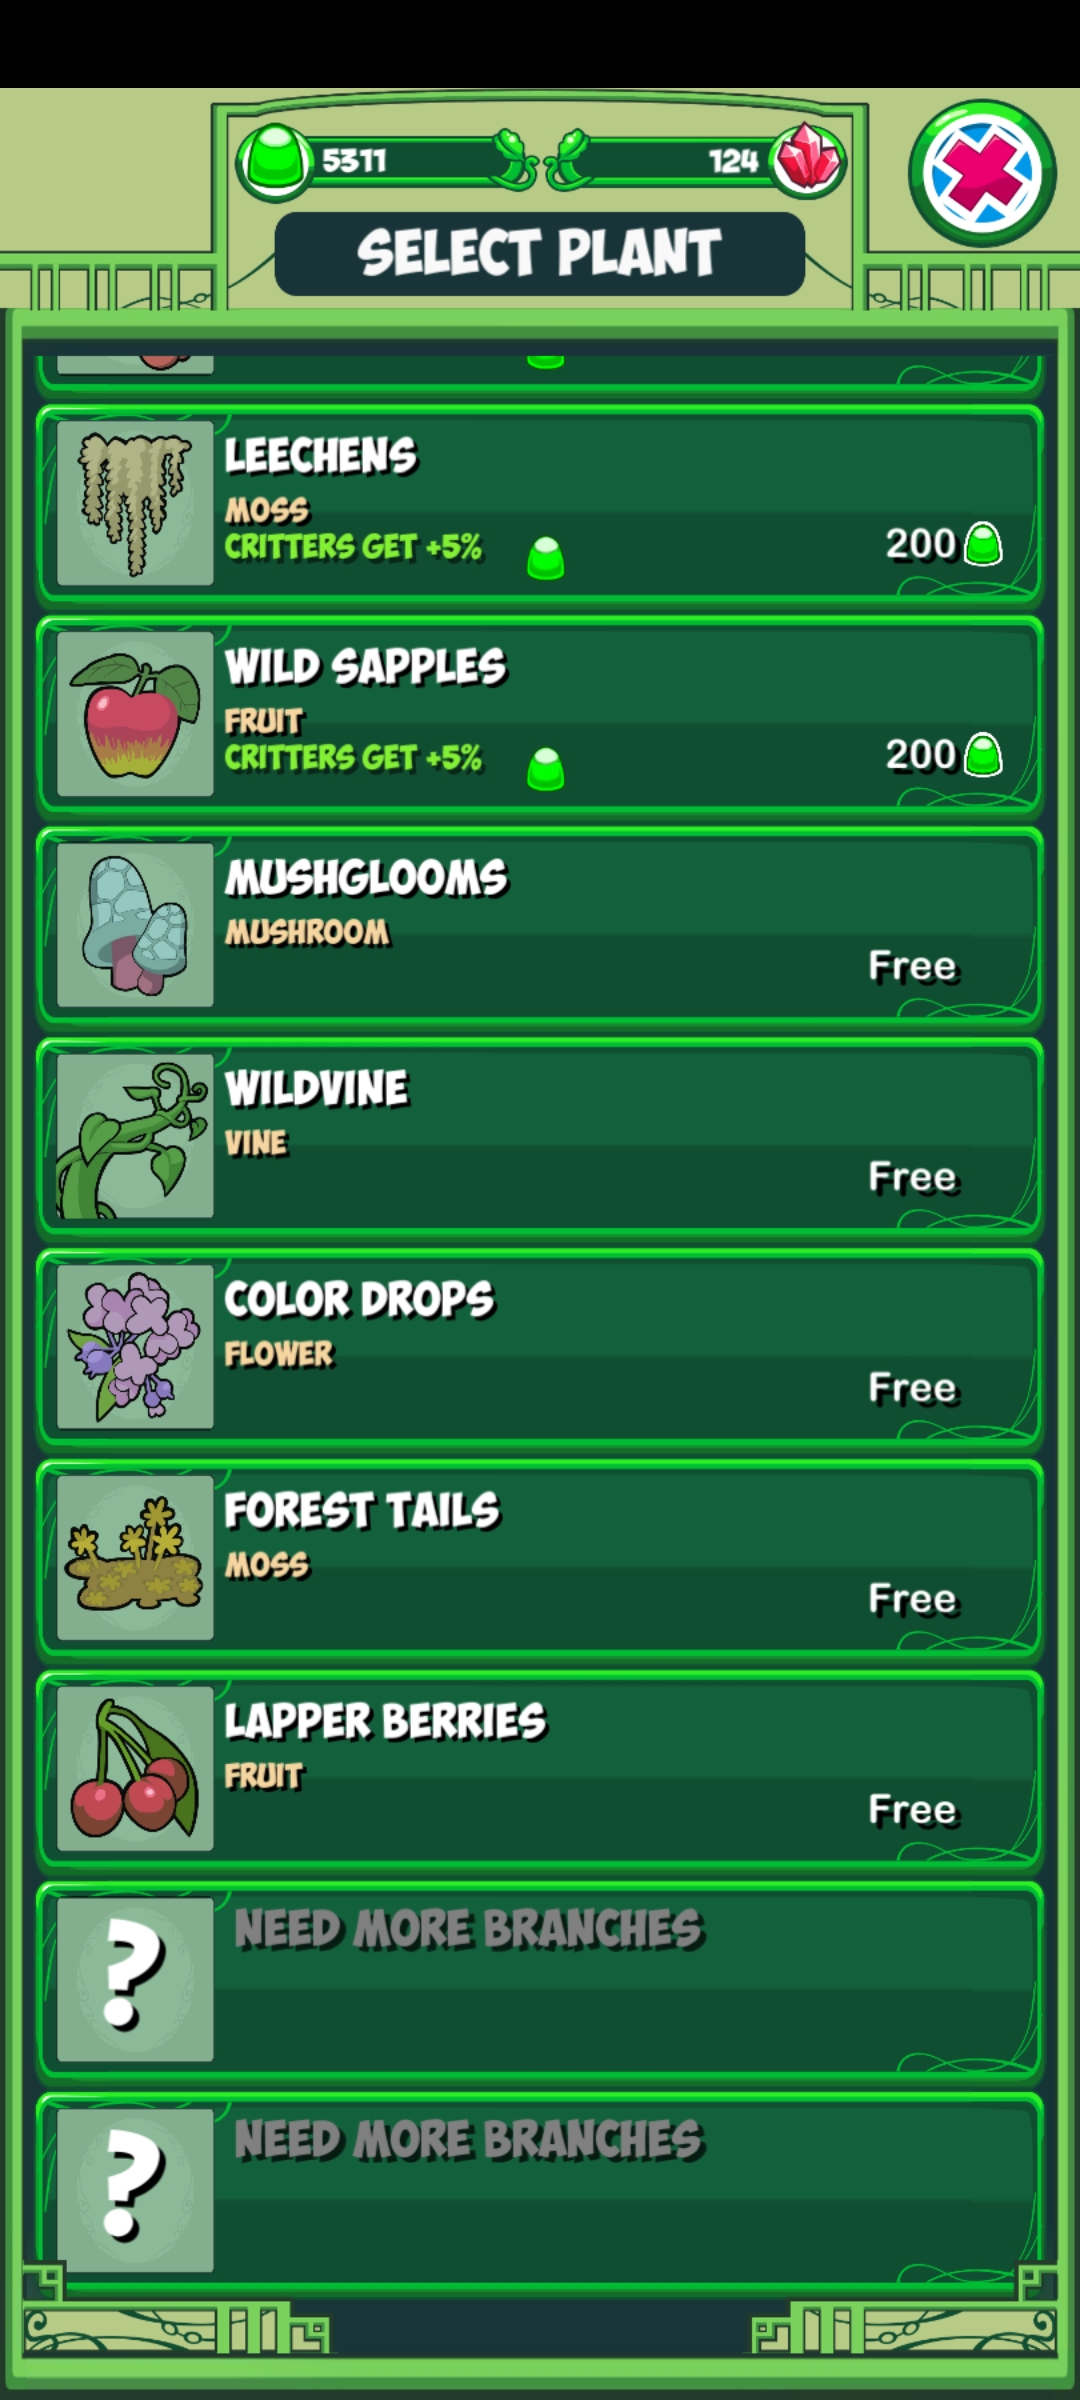 5311
124
SELECT PLANT
LEECHENS
MOSS
CRITTERS GET +5%
200
WILD SAPPLES
FRUIT
CRITTERS GET +5%
200
MUSHGLOOMS
MUSHROOM
Free
WILDVINE
VINE
Free
COLOR DROPS
FLOWER
Free
FOREST TAILS
MOSS
Free
LAPPER BERRIES
FRUIT
Free
?
NEED MORE BRANCHES
?
NEED MORE BRANCHES